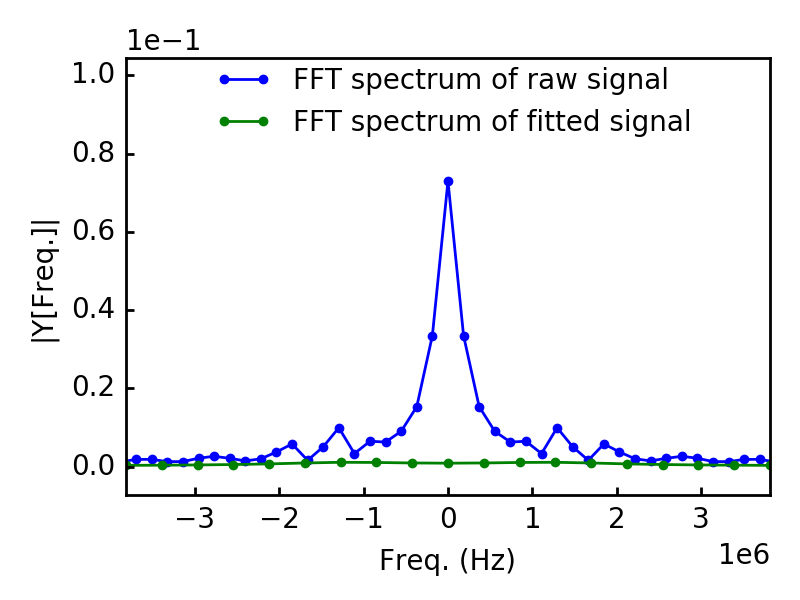 1e−1
1.0
FFT spectrum of raw signal
FFT spectrum of fitted signal
0.8
0.6
|Y[Freq.]|
0.4
0.2
0.0
−3 −2 −1 0 1 2 3
1e6
Freq. (Hz)